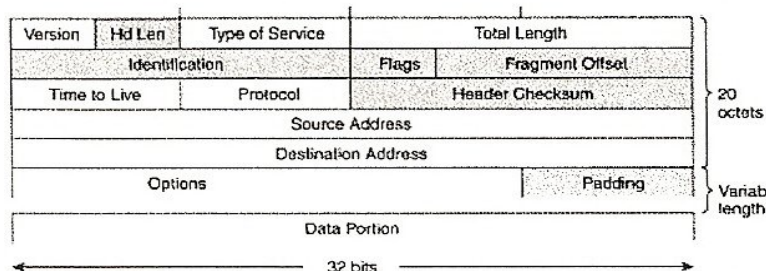 Version Hd Len Type of Service Total Length
Identification Flags Fragment Offset
Time to Live Protocol Header Checksum
20
octets
Source Address
Destination Address
Options Padding
Variab
length
Data Portion
32 bits